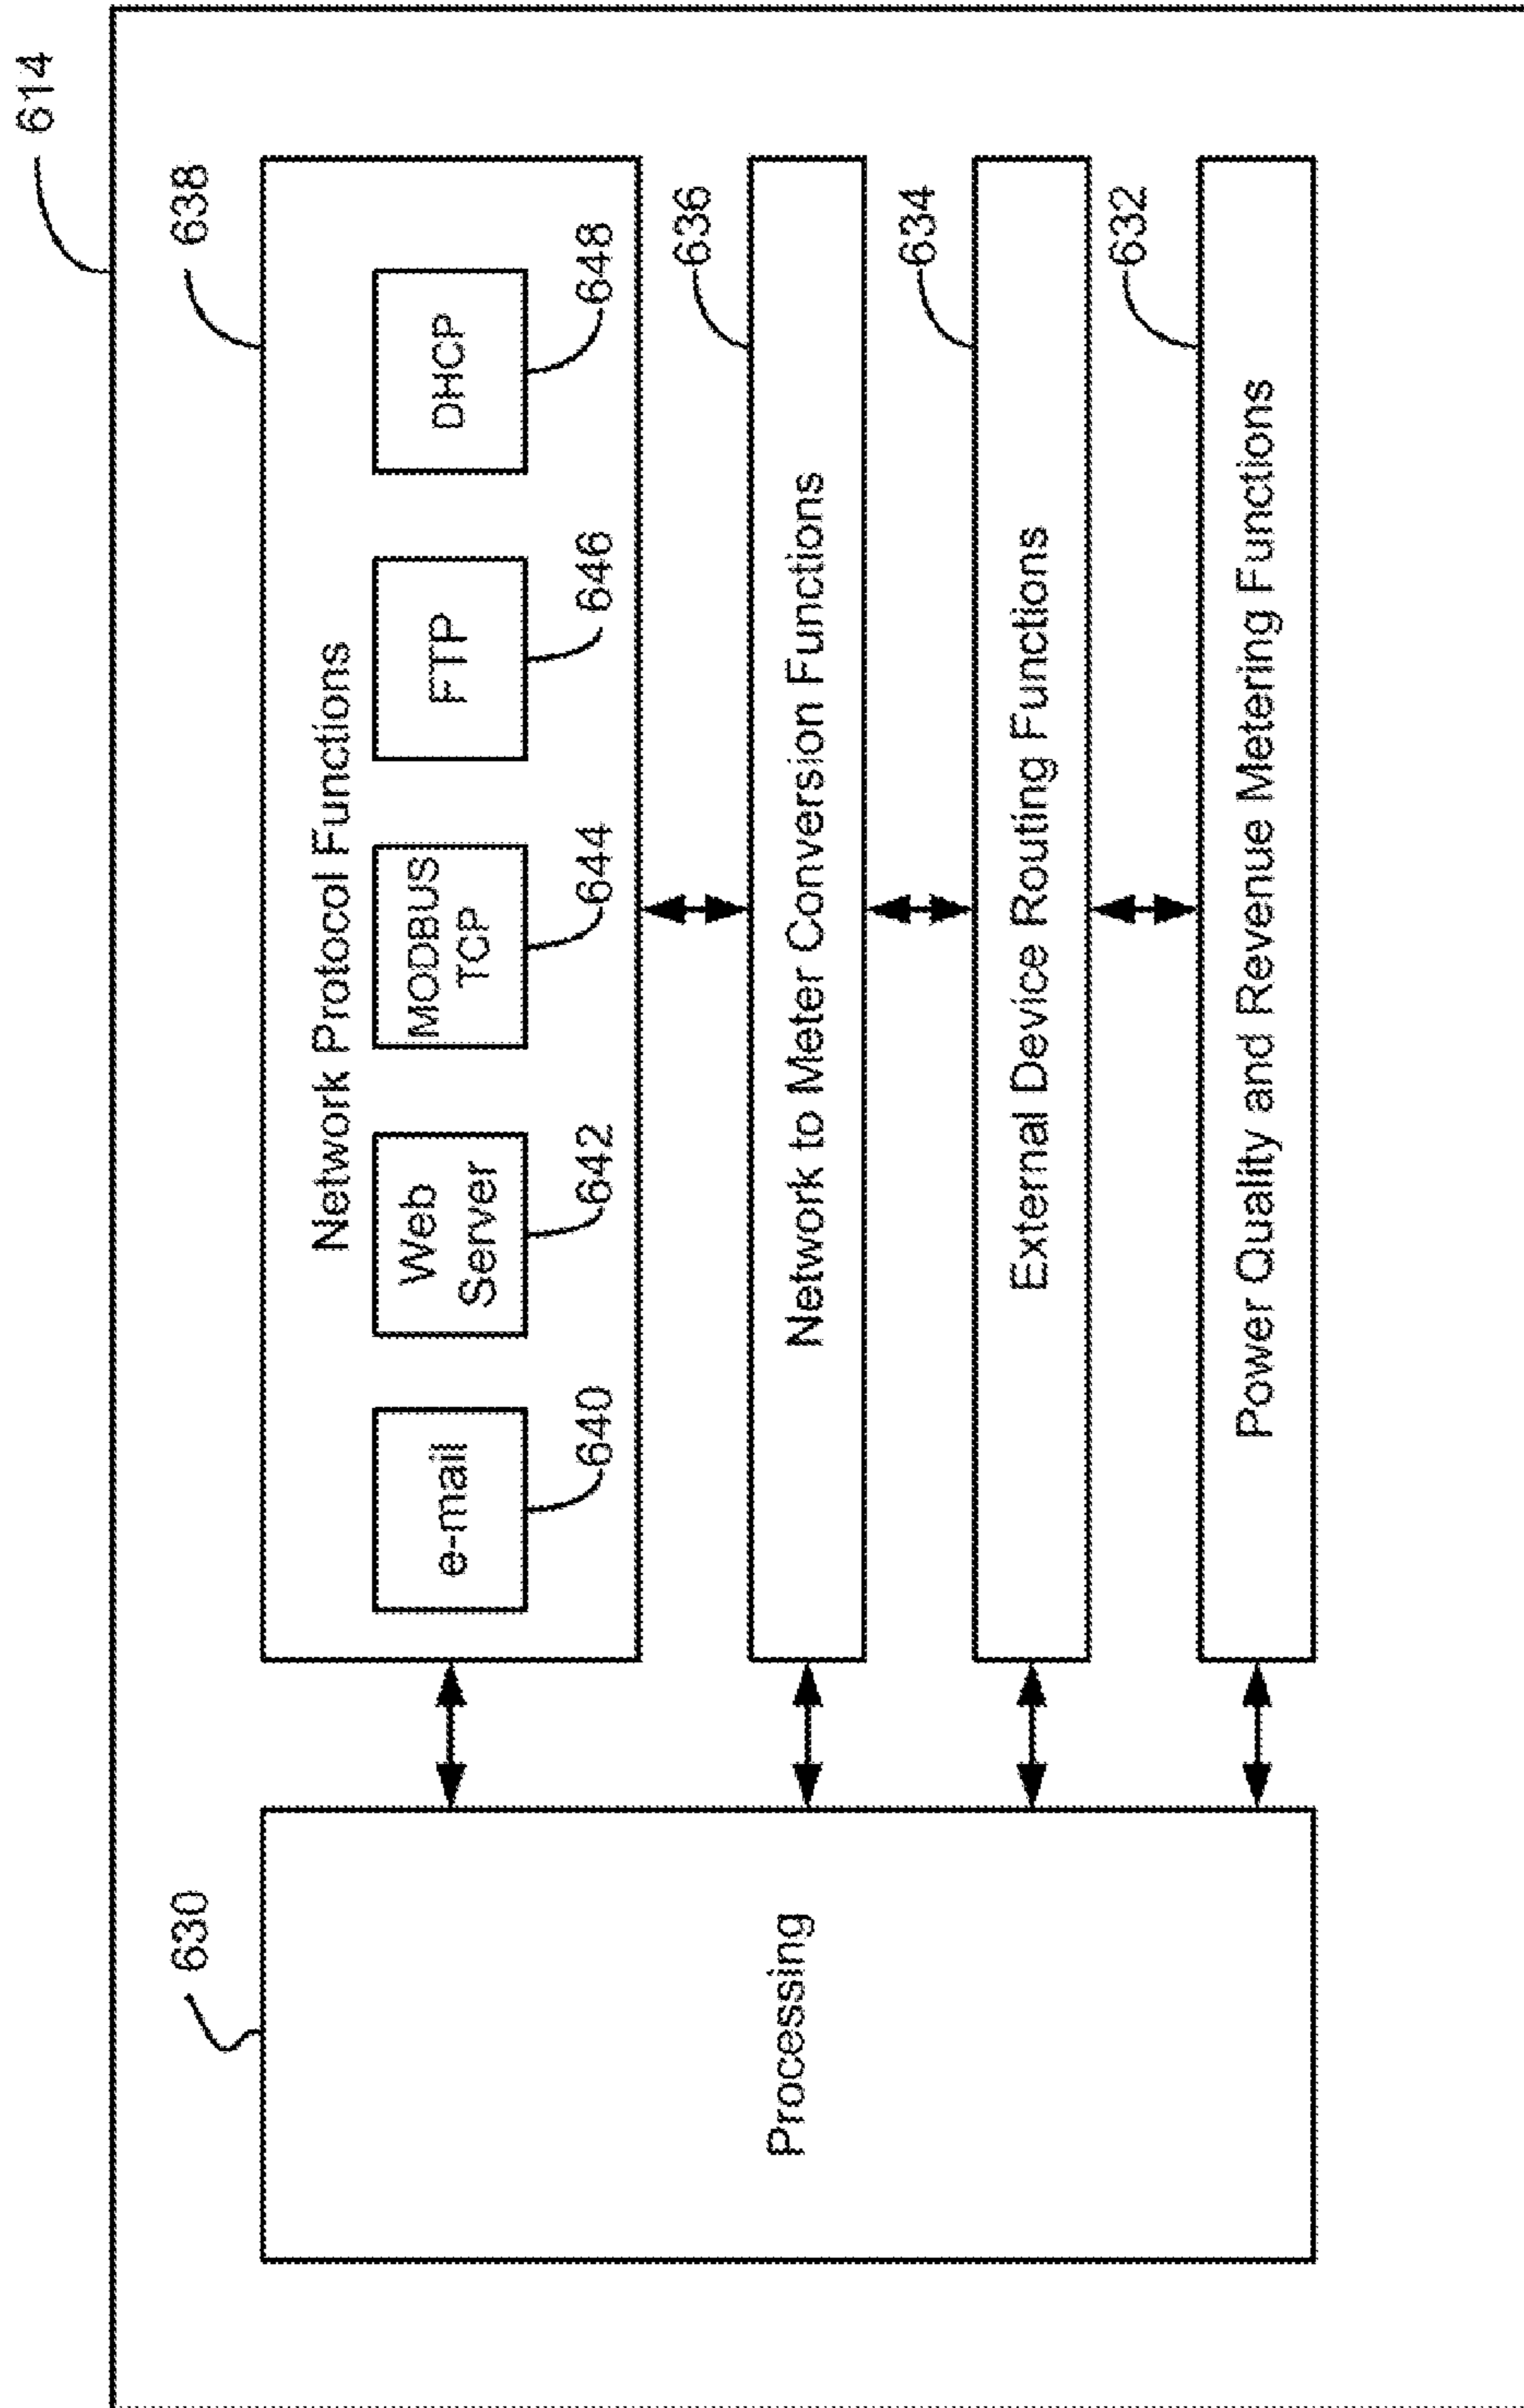 614
630
638
Network Protocol Functions
e-mail
Web
Server
MODBUS
TCP
FTP
DHCP
640
642
644
646
648
636
Network to Meter Conversion Functions
634
External Device Routing Functions
632
Power Quality and Revenue Metering Functions
Processing